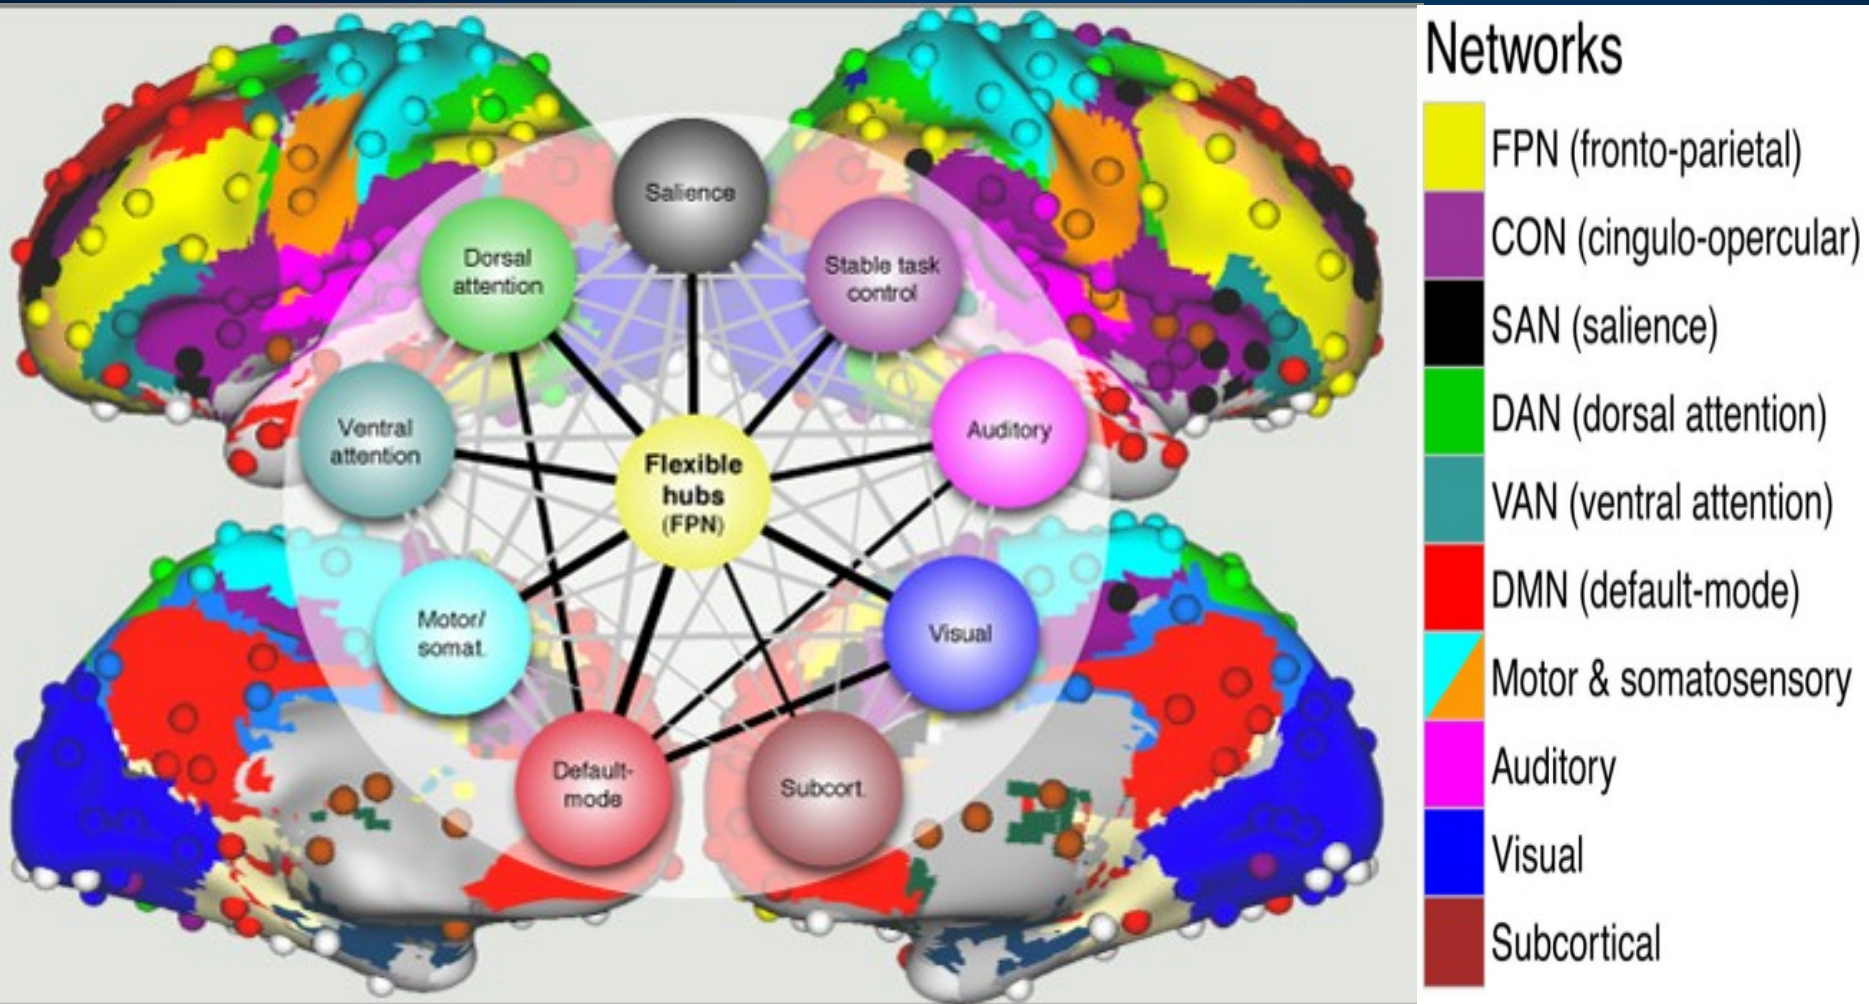 Salience
Dorsal
attention
Stable task
control
Ventral
attention
Auditory
Flexible
hubs
(FPN)
Motor/
somat.
Visual
Default-
mode
Subcort.
Networks
FPN (fronto-parietal)
CON (cingulo-opercular)
SAN (salience)
DAN (dorsal attention)
VAN (ventral attention)
DMN (default-mode)
Motor & somatosensory
Auditory
Visual
Subcortical